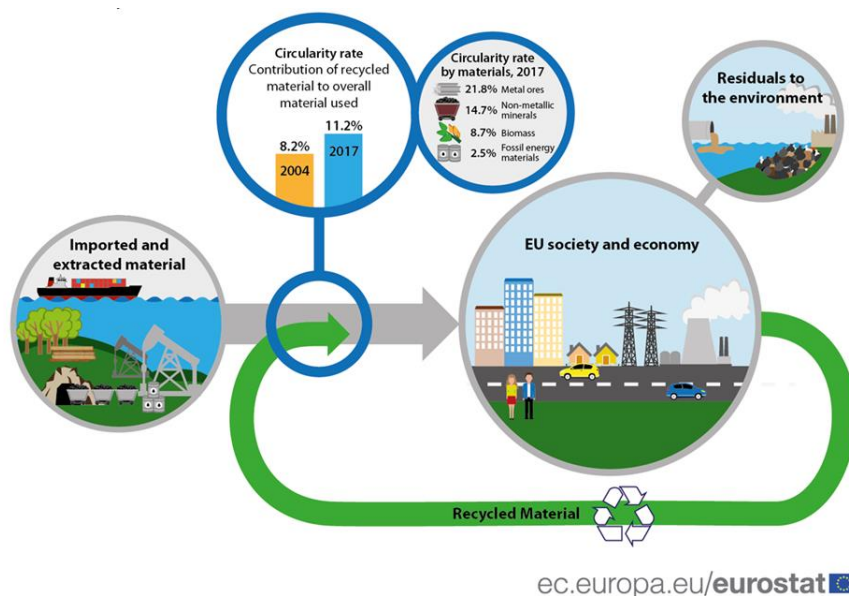 Circularity rate
Contribution of recycled
material to overall
material used
8.2%
2004
11.2%
2017
Circularity rate
by materials, 2017
21.8% Metal ores
14.7% Non-metallic
minerals
8.7% Biomass
2.5% Fossil energy
materials
Residuals to
the environment
Imported and
extracted material
EU society and economy
Recycled Material
ec.europa.eu/eurostat